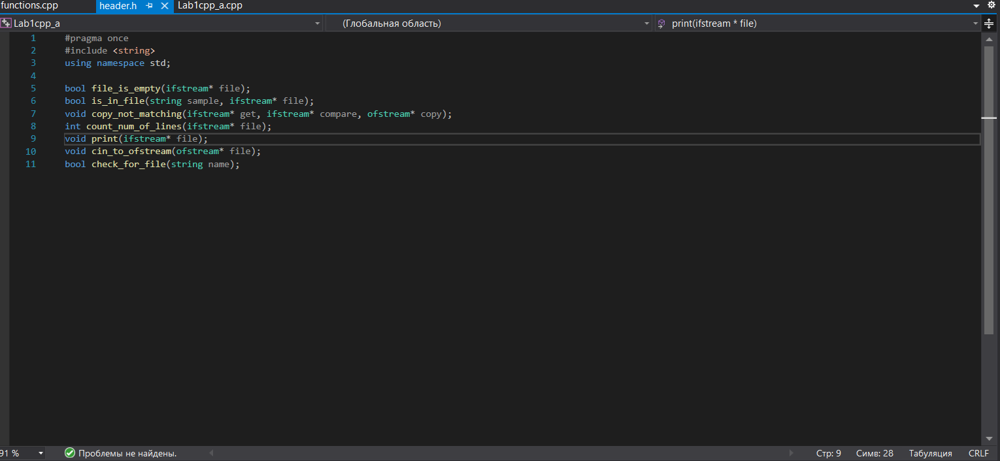 functions.cpp header.h Lab1cpp_a.cpp
Lab1cpp_a (Глобальная область) print(ifstream * file)
1 #pragma once
2 #include <string>
3 using namespace std;
4
5 bool file_is_empty(ifstream* file);
6 bool is_in_file(string sample, ifstream* file);
7 void copy_not_matching(ifstream* get, ifstream* compare, ofstream* copy);
8 int count_num_of_lines(ifstream* file);
9 void print(ifstream* file);
10 void cin_to_ofstream(ofstream* file);
11 bool check_for_file(string name);
91 % Проблемы не найдены. Стр: 9 Симв: 28 Табуляция CRLF